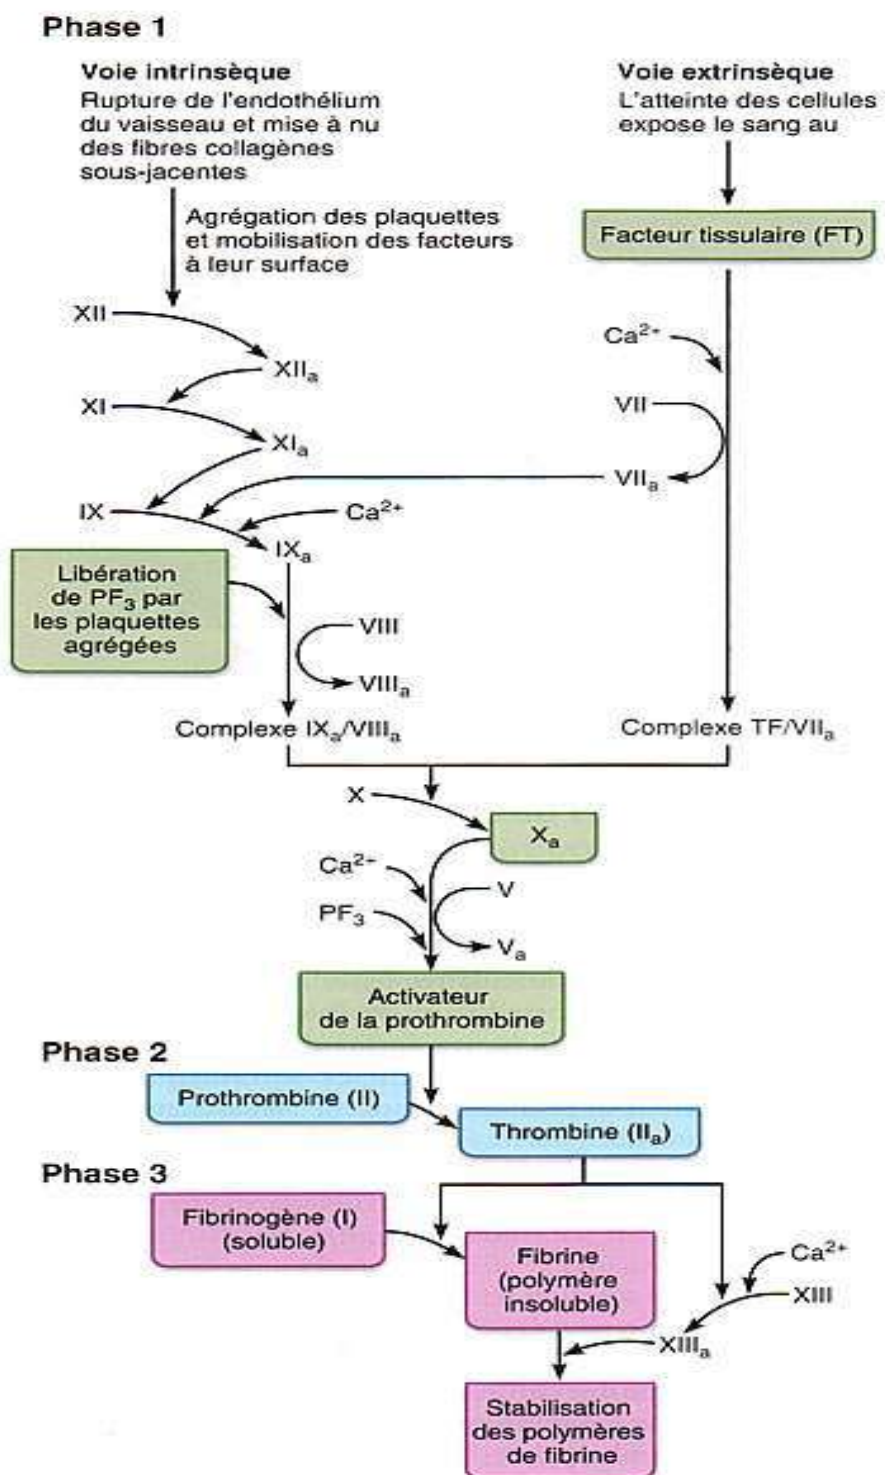 Phase 1
Voie intrinsèque
Rupture de l'endothélium
du vaisseau et mise à nu
des fibres collagènes
sous-jacentes
Voie extrinsèque
L'atteinte des cellules
expose le sang au
Agrégation des plaquettes
et mobilisation des facteurs
à leur surface
Facteur tissulaire (FT)
XII
XIIa
XI
XIa
IX
Ca2+
IXa
Ca2+
VII
VIIa
Libération
de PF3 par
les plaquettes
agrégées
VIII
VIIIa
Complexe IXa/VIIIa
Complexe TF/VIIa
X
Xa
Ca2+
V
PF3
Va
Activateur
de la prothrombine
Phase 2
Prothrombine (II)
Thrombine (IIa)
Phase 3
Fibrinogène (I)
(soluble)
Fibrine
(polymère
insoluble)
Ca2+
XIII
XIIIa
Stabilisation
des polymères
de fibrine